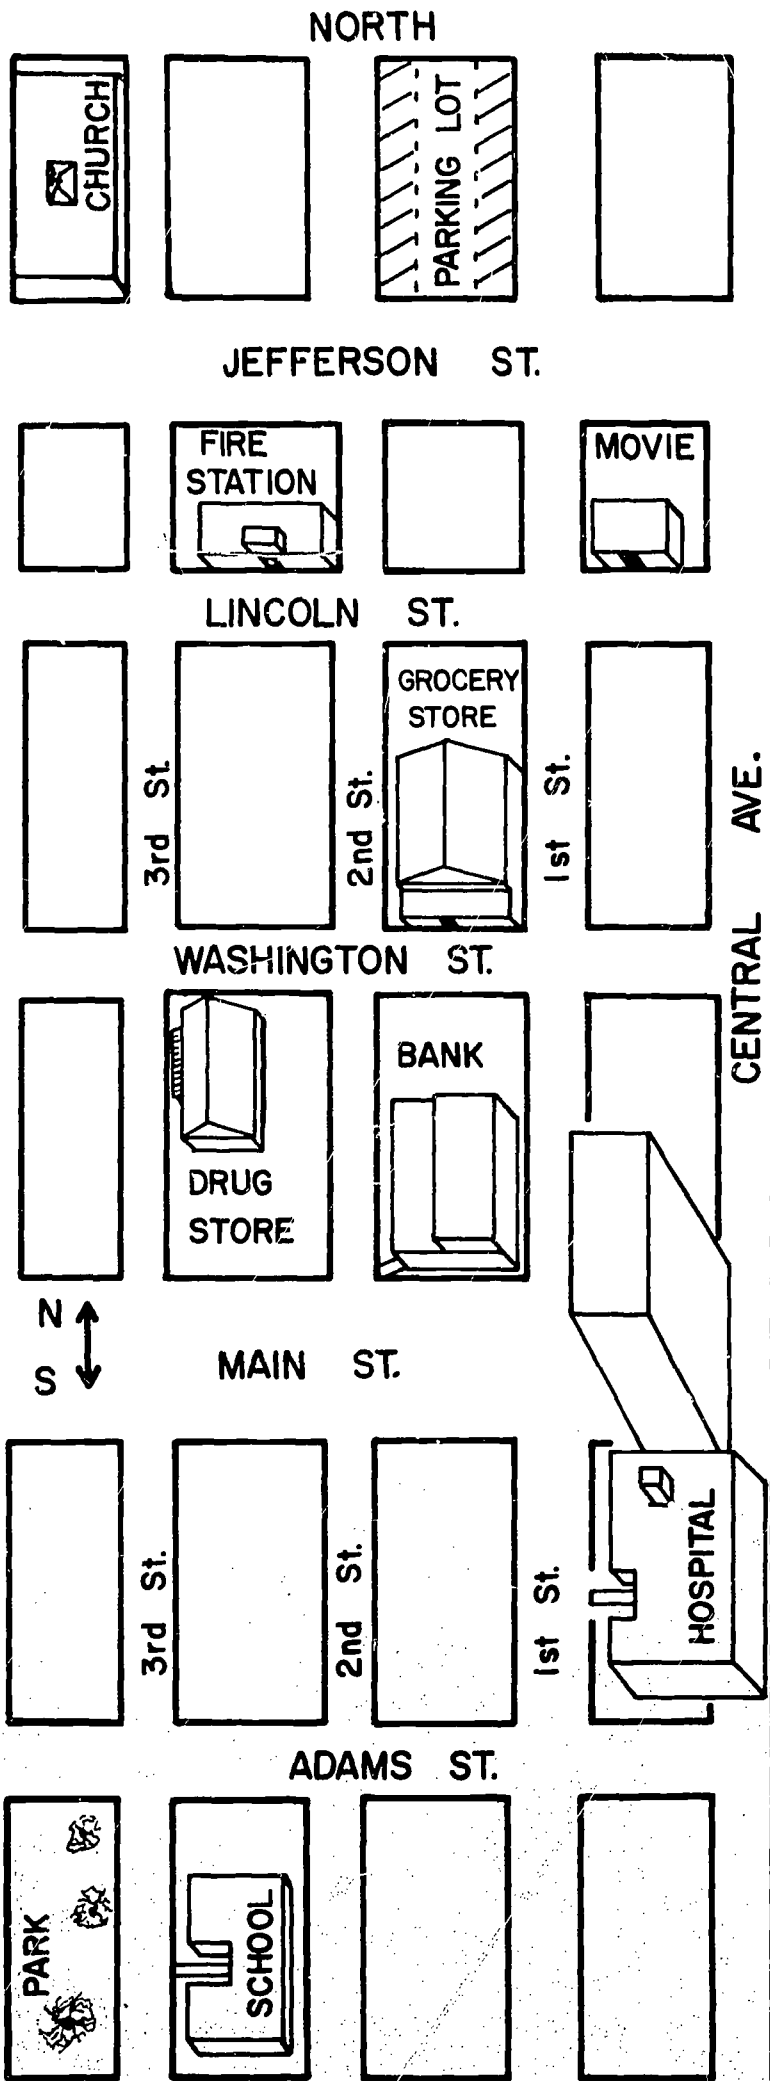 NORTH
CHURCH
PARKING LOT
JEFFERSON ST.
FIRE
STATION
MOVIE
LINCOLN ST.
GROCERY
STORE
3rd St.
2nd St.
1st St.
CENTRAL AVE.
WASHINGTON ST.
BANK
DRUG
STORE
N
S
MAIN ST.
HOSPITAL
3rd St.
2nd St.
1st St.
ADAMS ST.
PARK
SCHOOL